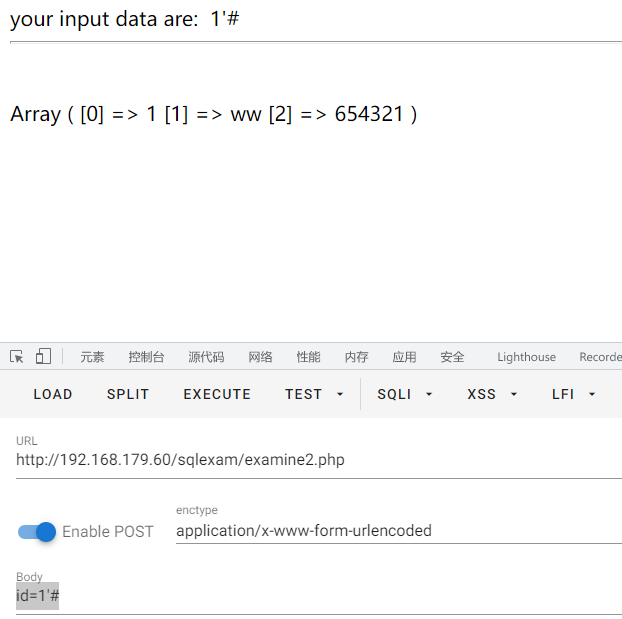 your input data are:  1'#
Array ( [0] => 1 [1] => ww [2] => 654321 )
元素 控制台 源代码 网络 性能 内存 应用 安全 Lighthouse Recorde
LOAD SPLIT EXECUTE TEST SQLI XSS LFI
URL
http://192.168.179.60/sqlexam/examine2.php
enctype
Enable POST application/x-www-form-urlencoded
Body
id=1'#